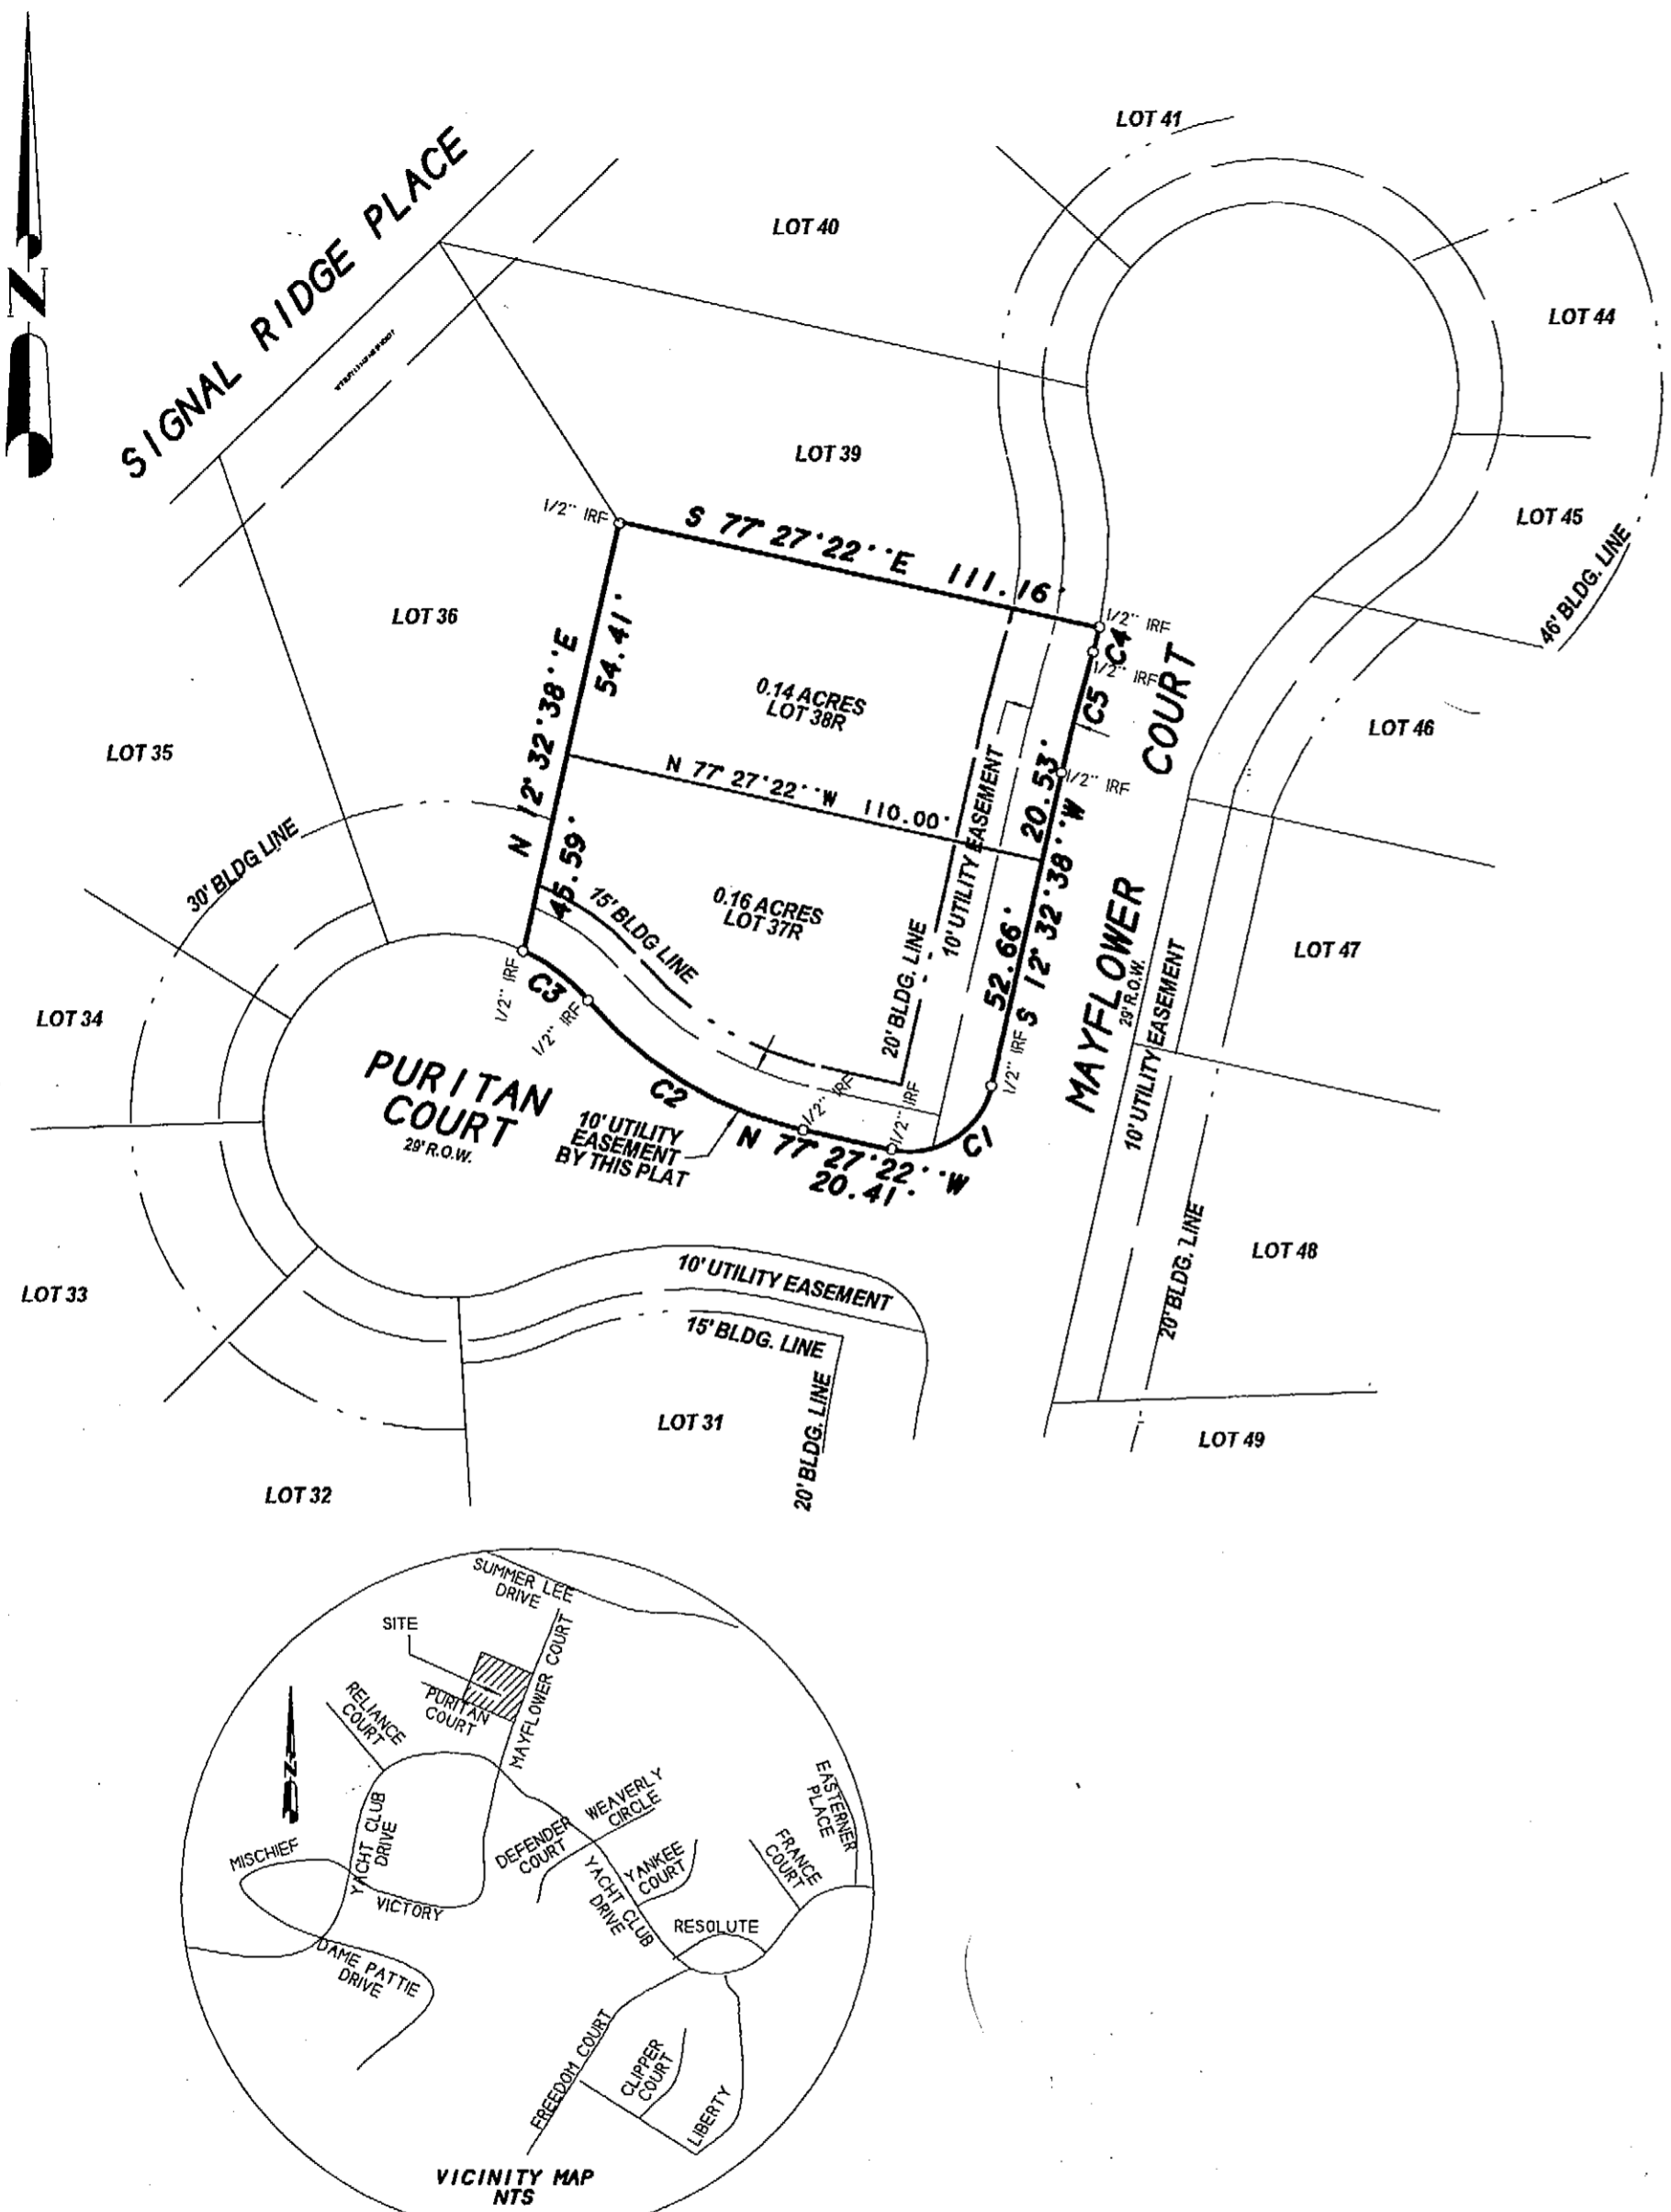 N
SIGNAL RIDGE PLACE
LOT 41
LOT 40
LOT 44
LOT 39
LOT 45
46' BLDG. LINE
1/2" IRF
S 77°27'22"E 111.16'
1/2" IRF
C4
1/2" IRF
C5
LOT 36
N 12°32'38"E
54.41'
0.14 ACRES
LOT 38R
MAYFLOWER COURT
29' R.O.W.
LOT 46
LOT 35
N 77°27'22"W 110.00'
20.53'
1/2" IRF
30' BLDG LINE
45.59'
15' BLDG LINE
0.16 ACRES
LOT 37R
20' BLDG. LINE
10' UTILITY EASEMENT
52.66'
S 12°32'38"W
1/2" IRF
LOT 47
10' UTILITY EASEMENT
LOT 34
1/2" IRF
C3
1/2" IRF
PURITAN
COURT
29' R.O.W.
C2
10' UTILITY
EASEMENT
BY THIS PLAT
1/2" IRF
1/2" IRF
N 77°27'22"W
20.41'
C1
LOT 33
10' UTILITY EASEMENT
15' BLDG. LINE
20' BLDG. LINE
20' BLDG. LINE
LOT 48
LOT 31
LOT 49
LOT 32
SUMMER LEE
DRIVE
SITE
MAYFLOWER COURT
PURITAN
COURT
RELIANCE
COURT
N
YACHT CLUB
DRIVE
MISCHIEF
VICTORY
DAME PATTIE
DRIVE
DEFENDER
COURT
WEAVERLY
CIRCLE
YANKEE
COURT
YACHT CLUB
DRIVE
FRANCE
COURT
EASTERNER
PLACE
RESOLUTE
FREEDOM COURT
CLIPPER
COURT
LIBERTY
VICINITY MAP
NTS